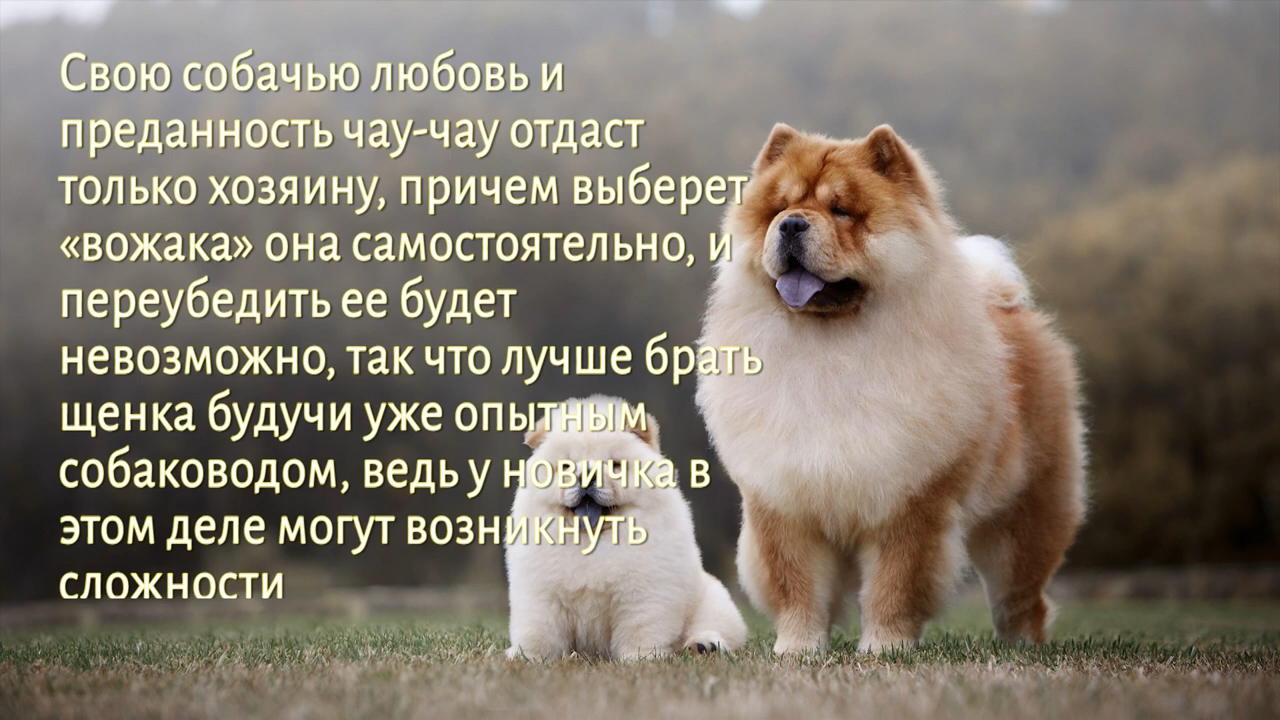 Свою собачью любовь и
преданность чау-чау отдаст
только хозяину, причем выберет
«вожака» она самостоятельно, и
переубедить ее будет
невозможно, так что лучше брать
щенка будучи уже опытным
собаководом, ведь у новичка в
этом деле могут возникнуть
сложности